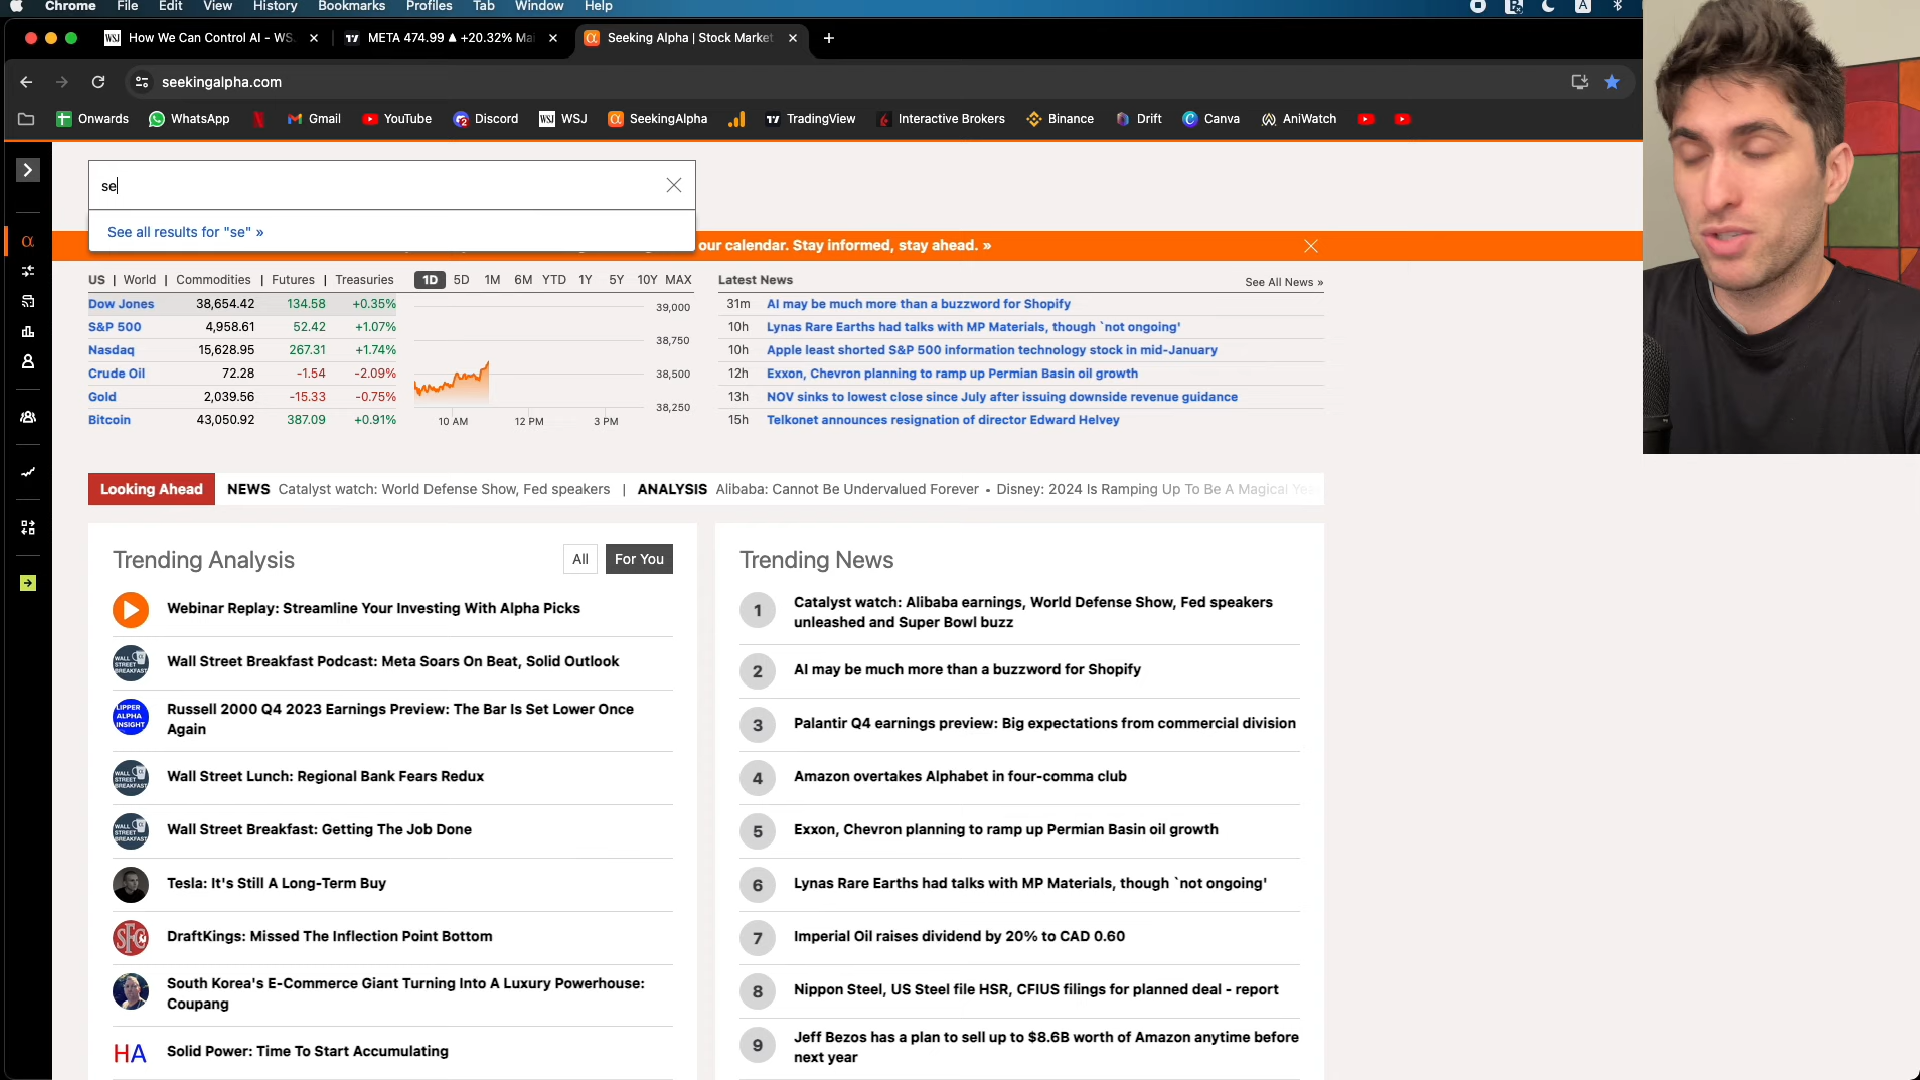 Chrome File Edit View History Bookmarks Profiles Tab Window Help
WSJ How We Can Control AI – WS
META 474.99 ▲ +20.32% Ma
Seeking Alpha | Stock Market
seekingalpha.com
Onwards WhatsApp Gmail YouTube Discord WSJ SeekingAlpha TradingView Interactive Brokers Binance Drift Canva AniWatch
se
See all results for "se" »
our calendar. Stay informed, stay ahead. »
US | World | Commodities | Futures | Treasuries
Dow Jones 38,654.42 134.58 +0.35%
S&P 500 4,958.61 52.42 +1.07%
Nasdaq 15,628.95 267.31 +1.74%
Crude Oil 72.28 -1.54 -2.09%
Gold 2,039.56 -15.33 -0.75%
Bitcoin 43,050.92 387.09 +0.91%
1D 5D 1M 6M YTD 1Y 5Y 10Y MAX
39,000
38,750
38,500
38,250
10 AM 12 PM 3 PM
Latest News See All News »
31m AI may be much more than a buzzword for Shopify
10h Lynas Rare Earths had talks with MP Materials, though `not ongoing'
10h Apple least shorted S&P 500 information technology stock in mid-January
12h Exxon, Chevron planning to ramp up Permian Basin oil growth
13h NOV sinks to lowest close since July after issuing downside revenue guidance
15h Telkonet announces resignation of director Edward Helvey
Looking Ahead NEWS Catalyst watch: World Defense Show, Fed speakers | ANALYSIS Alibaba: Cannot Be Undervalued Forever • Disney: 2024 Is Ramping Up To Be A Magical Year
Trending Analysis All For You
Webinar Replay: Streamline Your Investing With Alpha Picks
WALL STREET BREAKFAST
Wall Street Breakfast Podcast: Meta Soars On Beat, Solid Outlook
LIPPER ALPHA INSIGHT
Russell 2000 Q4 2023 Earnings Preview: The Bar Is Set Lower Once
Again
WALL STREET BREAKFAST
Wall Street Lunch: Regional Bank Fears Redux
WALL STREET BREAKFAST
Wall Street Breakfast: Getting The Job Done
Tesla: It's Still A Long-Term Buy
SFC
DraftKings: Missed The Inflection Point Bottom
South Korea's E-Commerce Giant Turning Into A Luxury Powerhouse:
Coupang
HA
Solid Power: Time To Start Accumulating
Trending News
1 Catalyst watch: Alibaba earnings, World Defense Show, Fed speakers
unleashed and Super Bowl buzz
2 AI may be much more than a buzzword for Shopify
3 Palantir Q4 earnings preview: Big expectations from commercial division
4 Amazon overtakes Alphabet in four-comma club
5 Exxon, Chevron planning to ramp up Permian Basin oil growth
6 Lynas Rare Earths had talks with MP Materials, though `not ongoing'
7 Imperial Oil raises dividend by 20% to CAD 0.60
8 Nippon Steel, US Steel file HSR, CFIUS filings for planned deal - report
9 Jeff Bezos has a plan to sell up to $8.6B worth of Amazon anytime before
next year